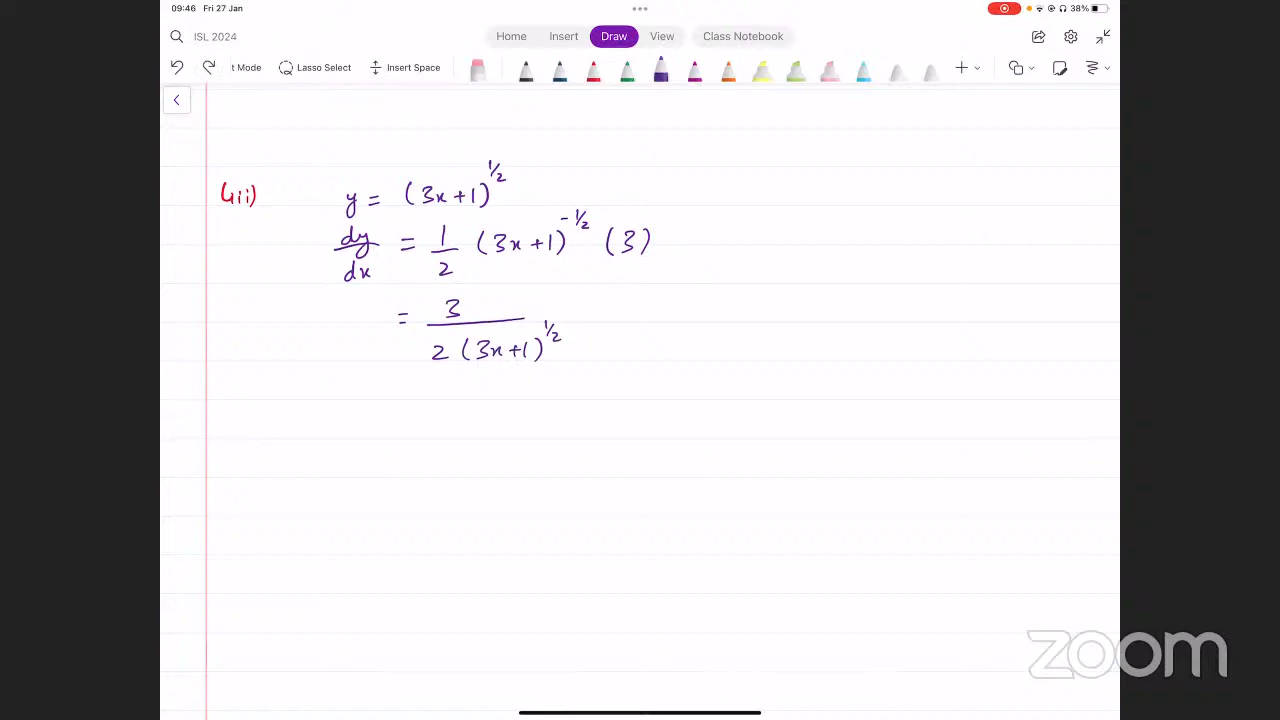 09:46 Fri 27 Jan
38%
ISL 2024
Home Insert Draw View Class Notebook
t Mode Lasso Select Insert Space
(iii) y = (3x+1)^{1/2}
dy/dx = 1/2 (3x+1)^{-1/2} (3)
= 3 / 2 (3x+1)^{1/2}
zoom